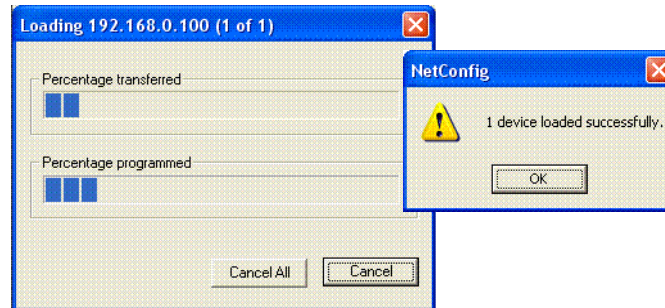 Loading 192.168.0.100 (1 of 1)
Percentage transferred
Percentage programmed
Cancel All
Cancel
NetConfig
1 device loaded successfully.
OK